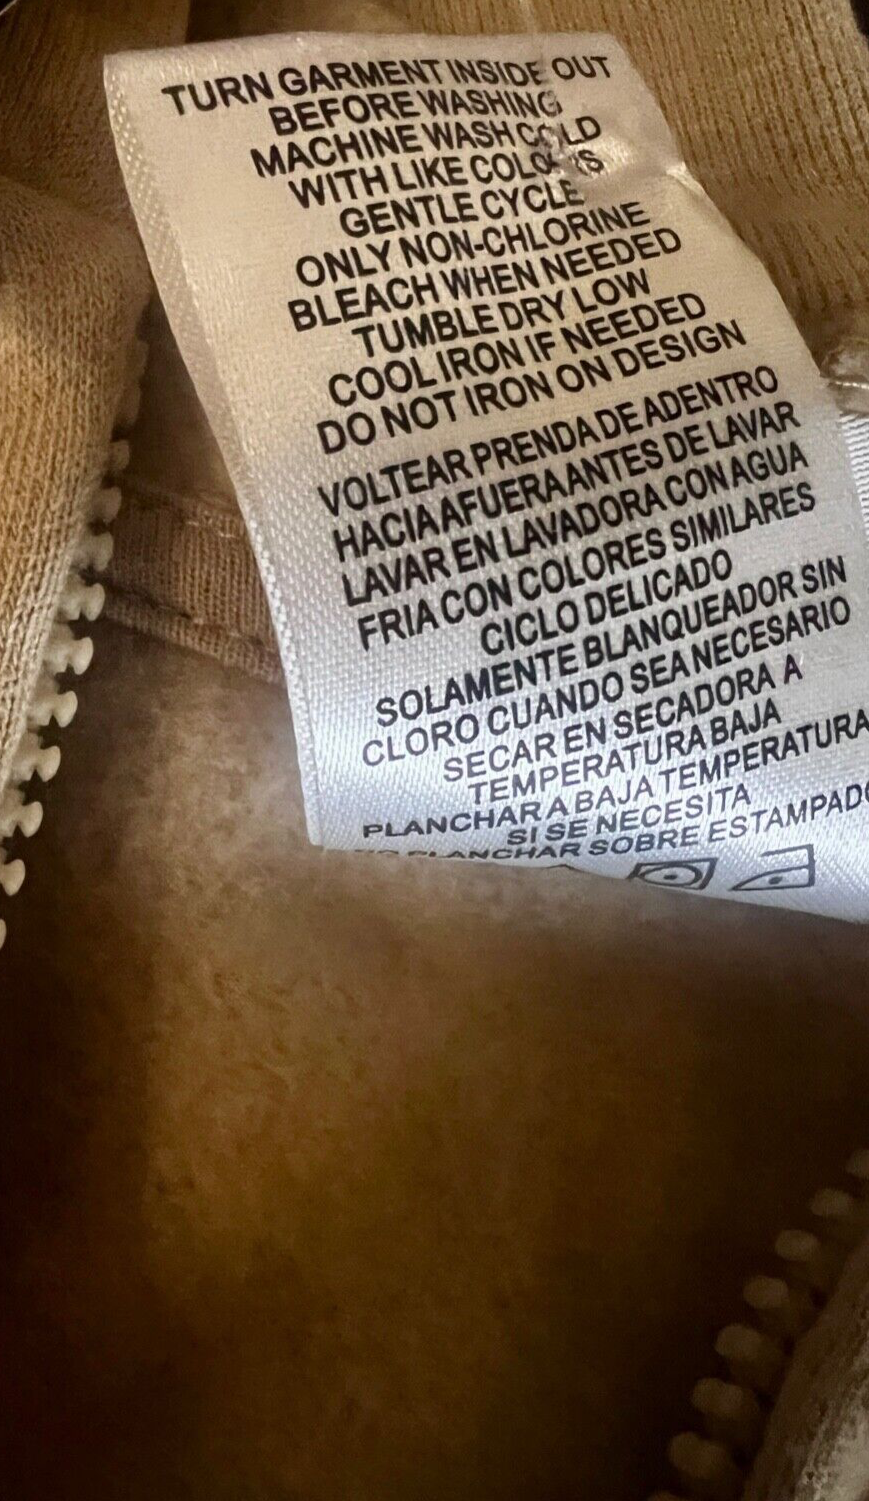 TURN GARMENT INSIDE OUT
BEFORE WASHING
MACHINE WASH COLD
WITH LIKE COLORS
GENTLE CYCLE
ONLY NON-CHLORINE
BLEACH WHEN NEEDED
TUMBLE DRY LOW
COOL IRON IF NEEDED
DO NOT IRON ON DESIGN
VOLTEAR PRENDA DE ADENTRO
HACIA AFUERA ANTES DE LAVAR
LAVAR EN LAVADORA CON AGUA
FRIA CON COLORES SIMILARES
CICLO DELICADO
SOLAMENTE BLANQUEADOR SIN
CLORO CUANDO SEA NECESARIO
SECAR EN SECADORA A
TEMPERATURA BAJA
PLANCHAR A BAJA TEMPERATURA
SI SE NECESITA
PLANCHAR SOBRE ESTAMPADO